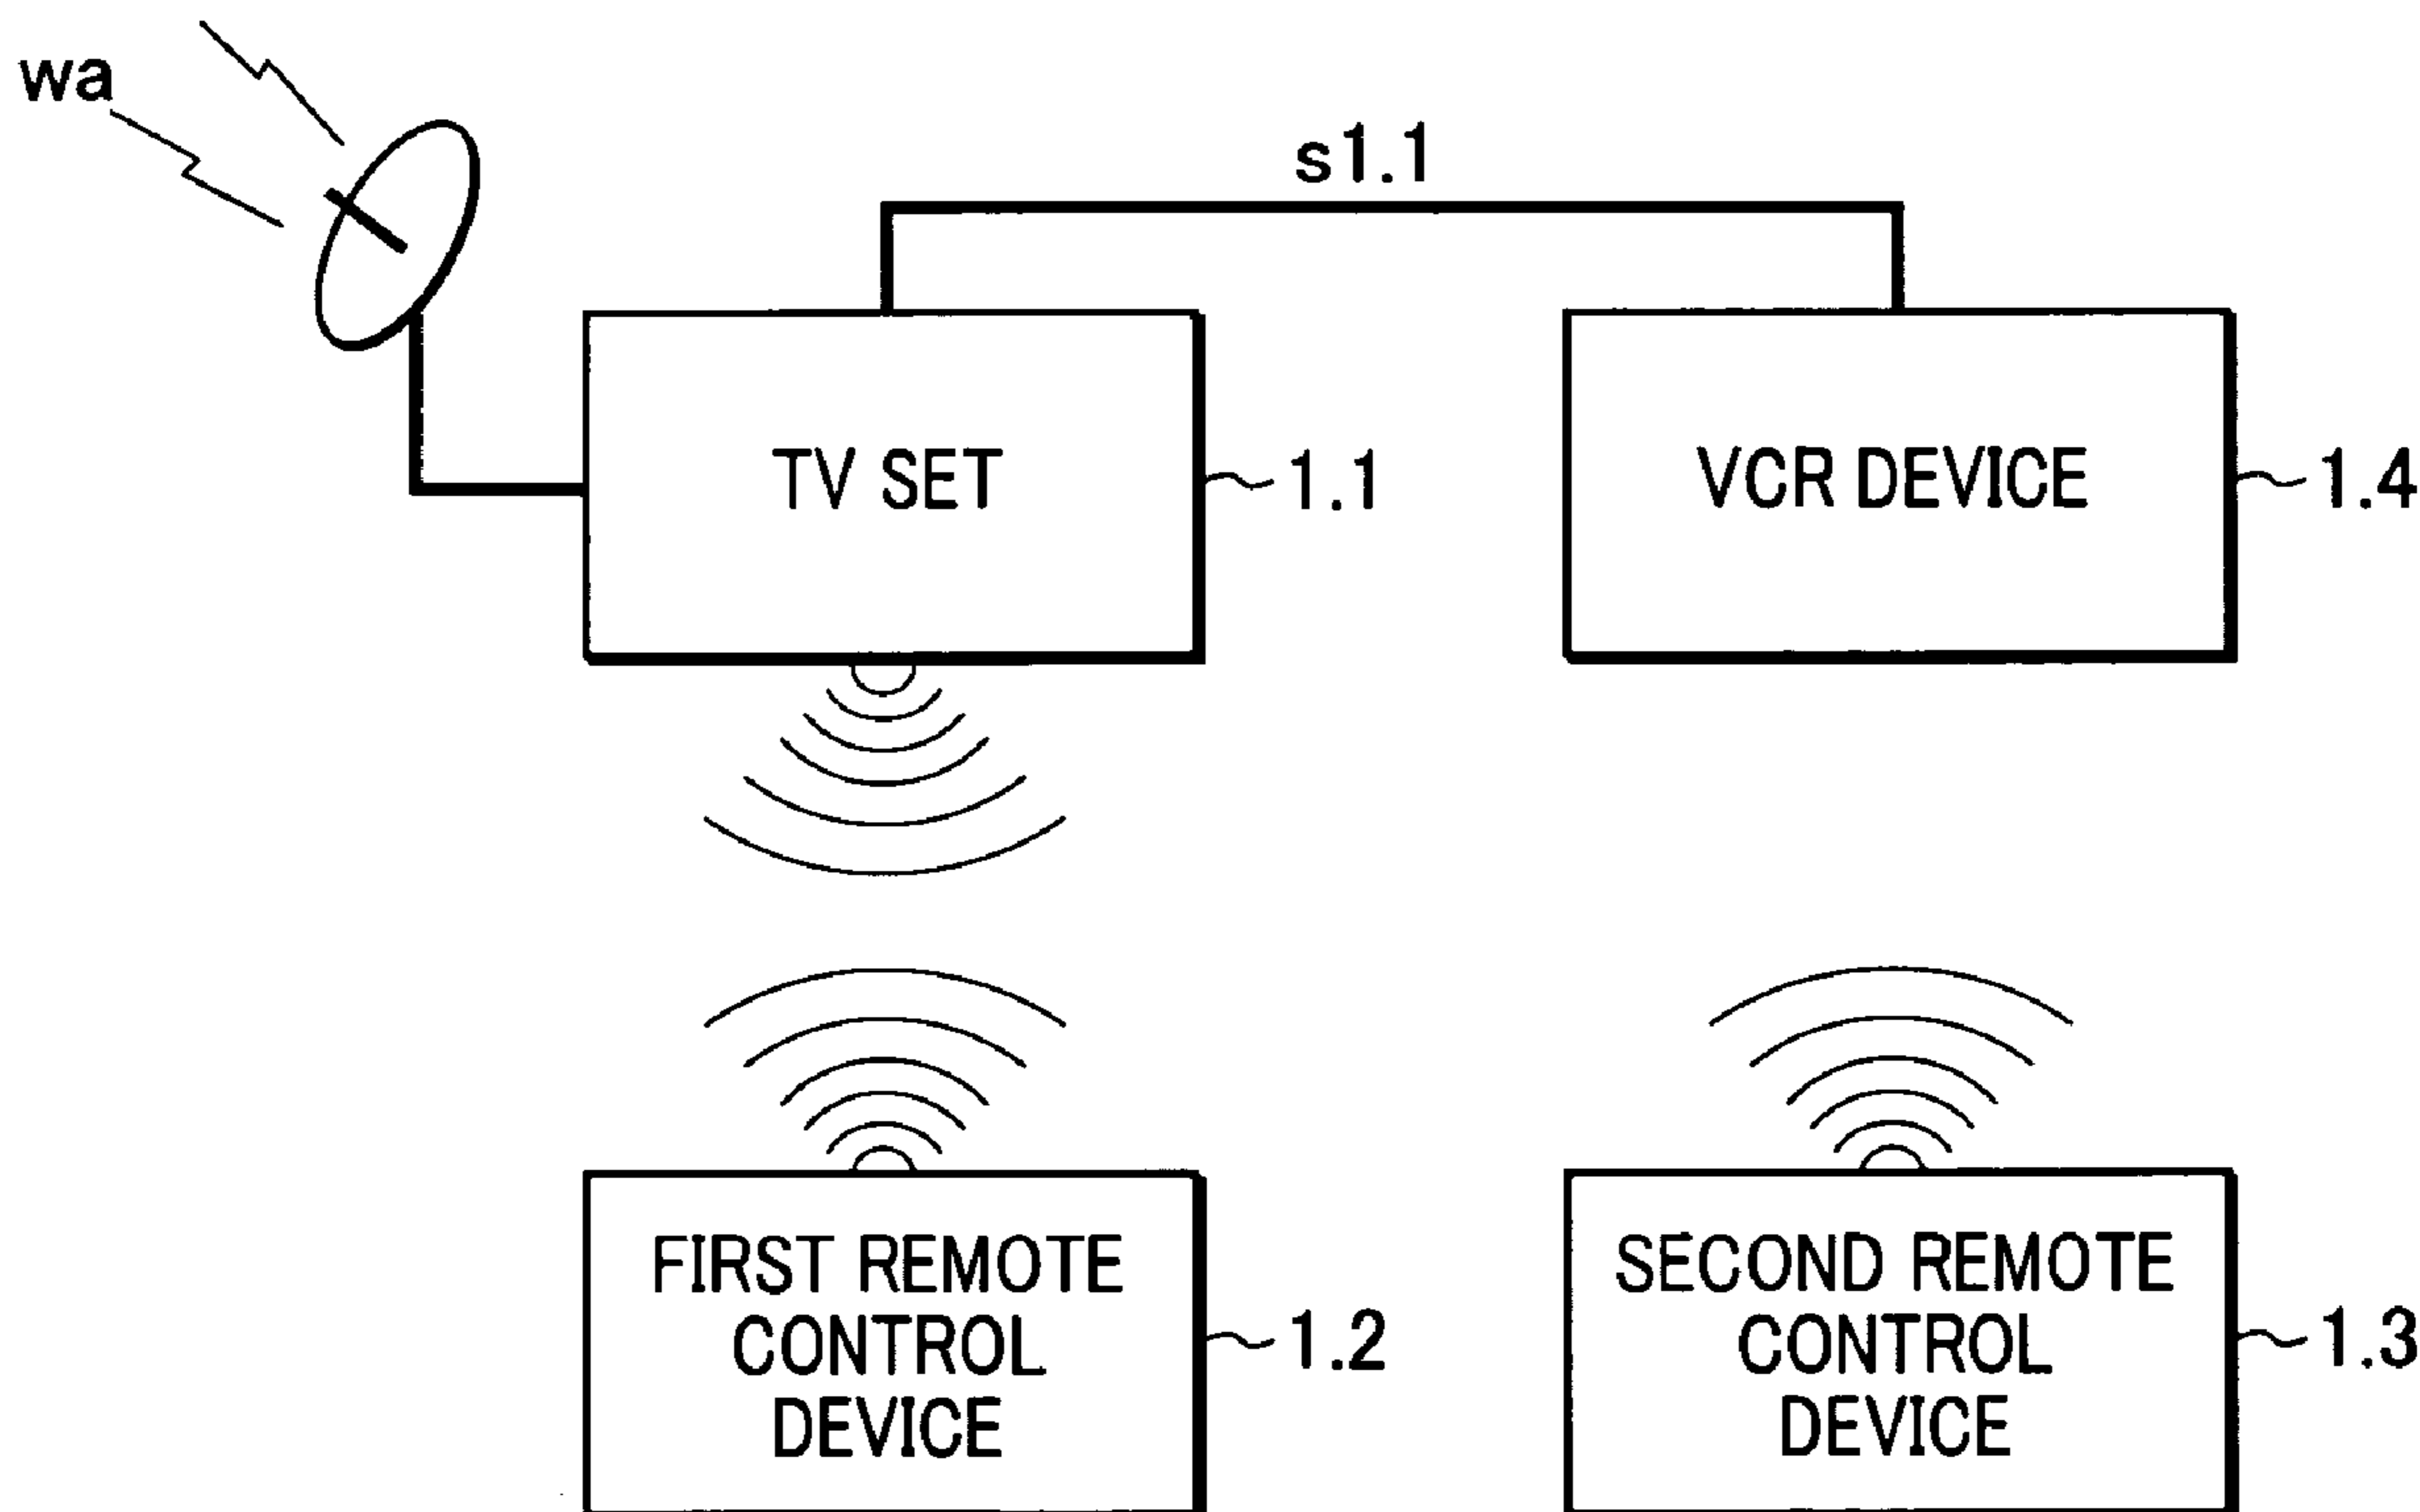 wa
s1.1
TV SET
1.1
VCR DEVICE
1.4
FIRST REMOTE
CONTROL
DEVICE
1.2
SECOND REMOTE
CONTROL
DEVICE
1.3